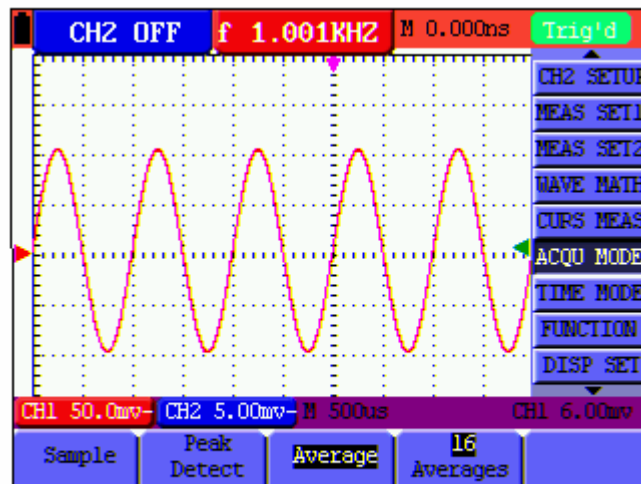 CH2 OFF f 1.001KHZ M 0.000ns Trig'd
CH2 SETUP
MEAS SET1
MEAS SET2
WAVE MATH
CURS MEAS
ACQU MODE
TIME MODE
FUNCTION
DISP SET
CH1 50.0mv- CH2 5.00mv- M 500us CH1 6.00mv
Sample Peak Detect Average 16 Averages